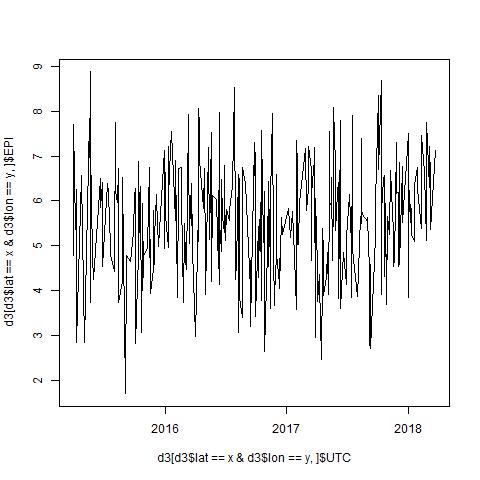 d3[d3$lat == x & d3$lon == y, ]$EPI
9
8
7
6
5
4
3
2
2016 2017 2018
d3[d3$lat == x & d3$lon == y, ]$UTC